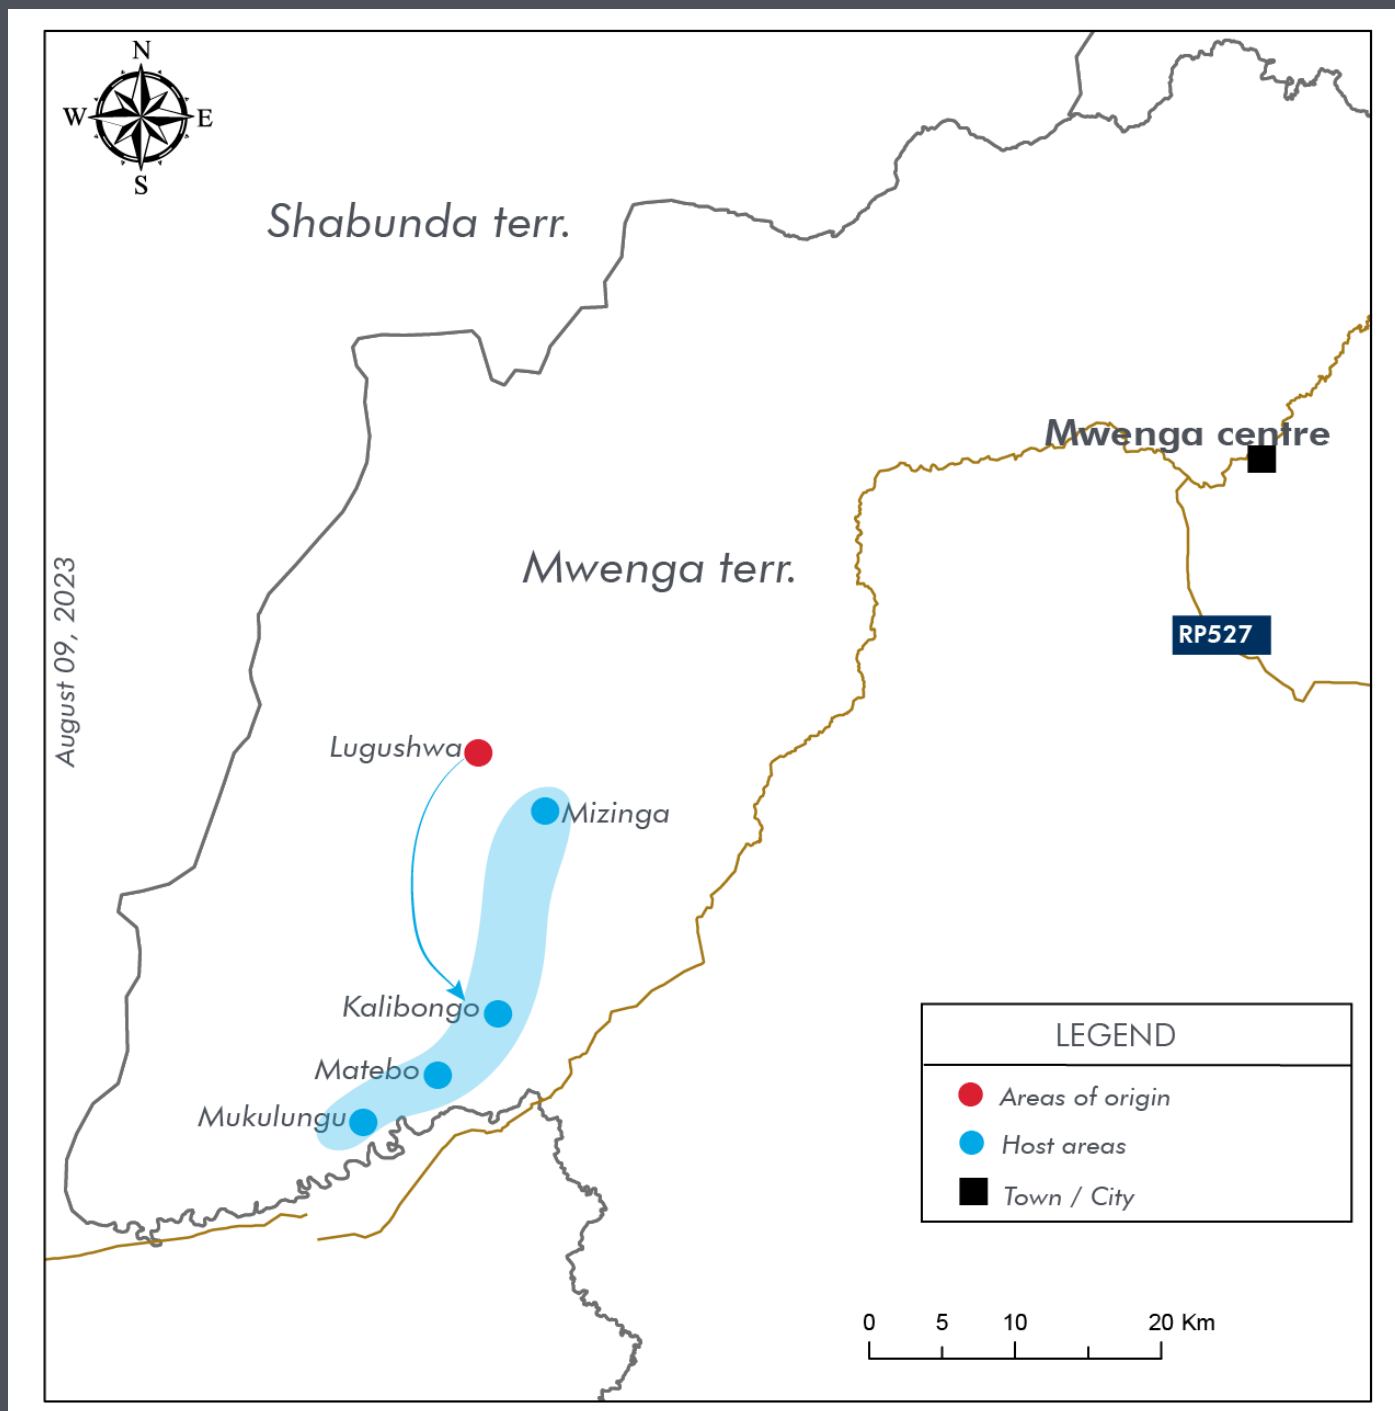 N
W
E
S
Shabunda terr.
Mwenga centre
Mwenga terr.
August 09, 2023
RP527
Lugushwa
Mizinga
Kalibongo
Matebo
Mukulungu
LEGEND
Areas of origin
Host areas
Town / City
0 5 10 20 Km